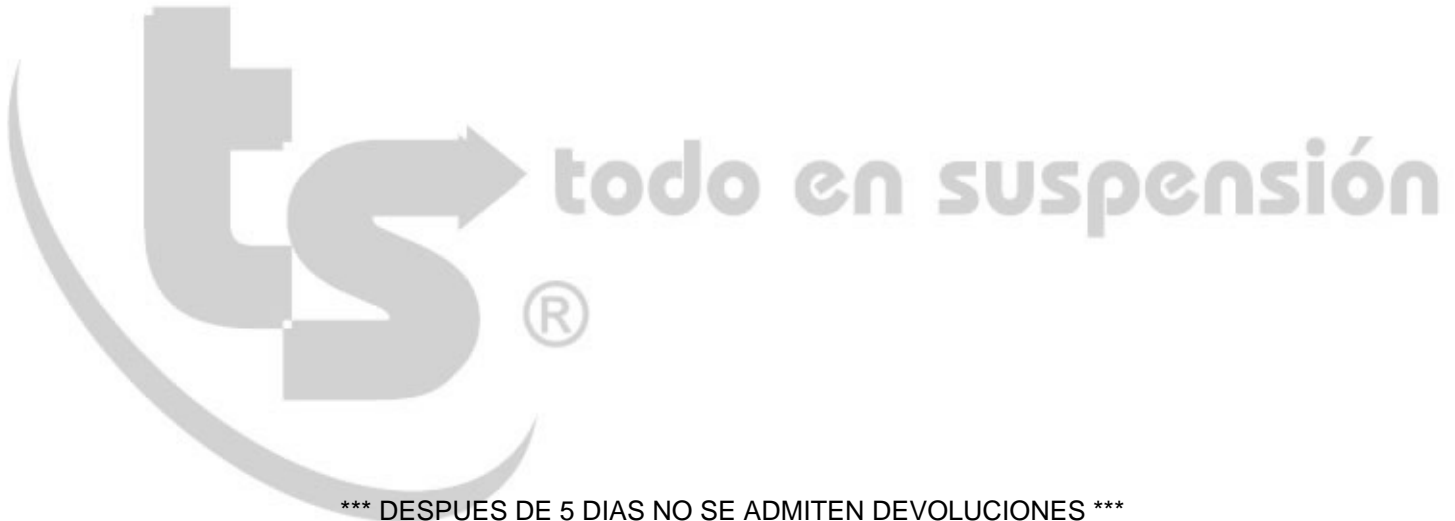 ts todo en suspensión
®
*** DESPUES DE 5 DIAS NO SE ADMITEN DEVOLUCIONES ***